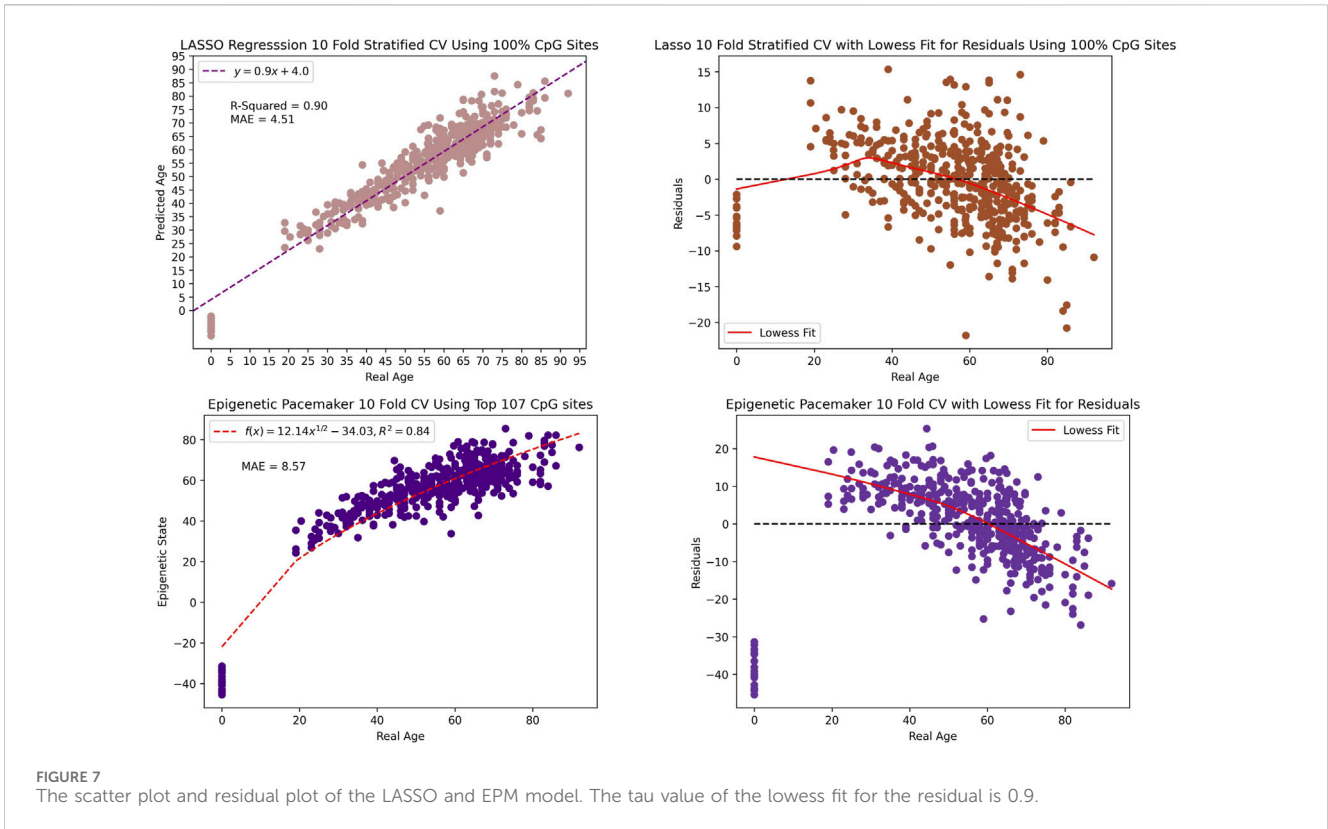 LASSO Regresssion 10 Fold Stratified CV Using 100% CpG Sites
95
90
85
80
75
70
65
60
55
50
45
40
35
30
25
20
15
10
5
0
Predicted Age
y = 0.9x + 4.0
R-Squared = 0.90
MAE = 4.51
0 5 10 15 20 25 30 35 40 45 50 55 60 65 70 75 80 85 90 95
Real Age
Lasso 10 Fold Stratified CV with Lowess Fit for Residuals Using 100% CpG Sites
15
10
5
0
−5
−10
−15
−20
Residuals
Lowess Fit
0 20 40 60 80
Real Age
Epigenetic Pacemaker 10 Fold CV Using Top 107 CpG sites
80
60
40
20
0
−20
−40
Epigenetic State
f(x) = 12.14x^{1/2} − 34.03, R² = 0.84
MAE = 8.57
0 20 40 60 80
Real Age
Epigenetic Pacemaker 10 Fold CV with Lowess Fit for Residuals
20
10
0
−10
−20
−30
−40
Residuals
Lowess Fit
0 20 40 60 80
Real Age
FIGURE 7
The scatter plot and residual plot of the LASSO and EPM model. The tau value of the lowess fit for the residual is 0.9.